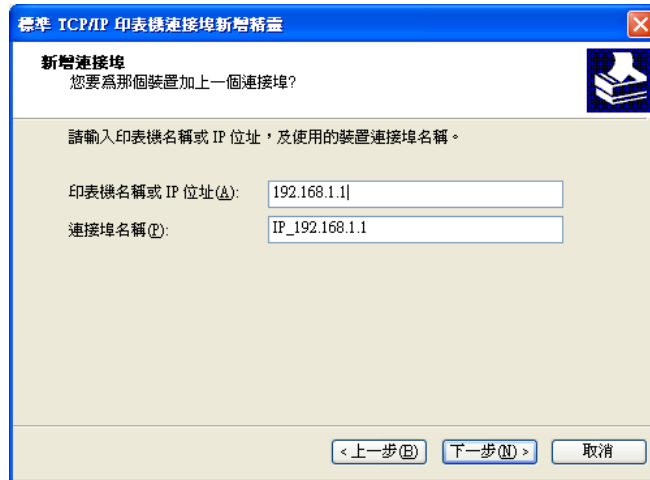 標準 TCP/IP 印表機連接埠新增精靈
新增連接埠
您要為那個裝置加上一個連接埠?
請輸入印表機名稱或 IP 位址,及使用的裝置連接埠名稱。
印表機名稱或 IP 位址(A): 192.168.1.1
連接埠名稱(P): IP_192.168.1.1
< 上一步(B) 下一步(N) > 取消